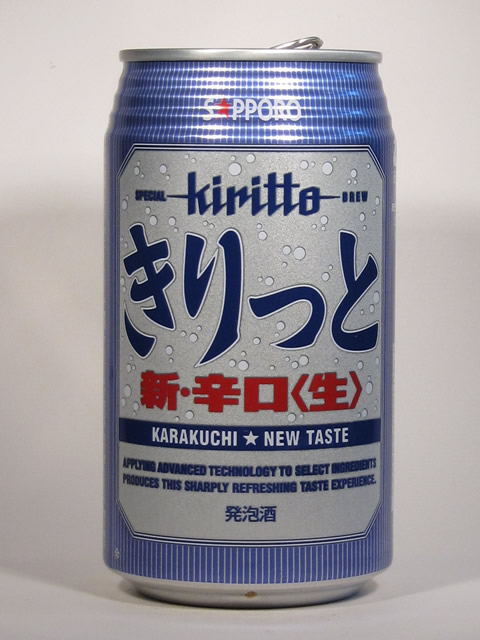 SAPPORO
SPECIAL kiritto BREW
きりっと
新・辛口〈生〉
KARAKUCHI ★ NEW TASTE
APPLYING ADVANCED TECHNOLOGY TO SELECT INGREDIENTS
PRODUCES THIS SHARPLY REFRESHING TASTE EXPERIENCE.
発泡酒